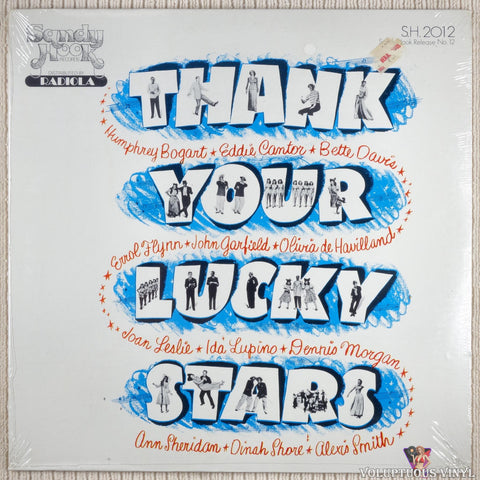 Sandy Hook
RECORDS
DISTRIBUTED BY
RADIOLA
S.H. 2012
Release No. 12
THANK
Humphrey Bogart ★ Eddie Cantor ★ Bette Davis
YOUR
Errol Flynn ★ John Garfield ★ Olivia de Havilland
LUCKY
Joan Leslie ★ Ida Lupino ★ Dennis Morgan
STARS
Ann Sheridan ★ Dinah Shore ★ Alexis Smith
VOLUPTUOUS VINYL